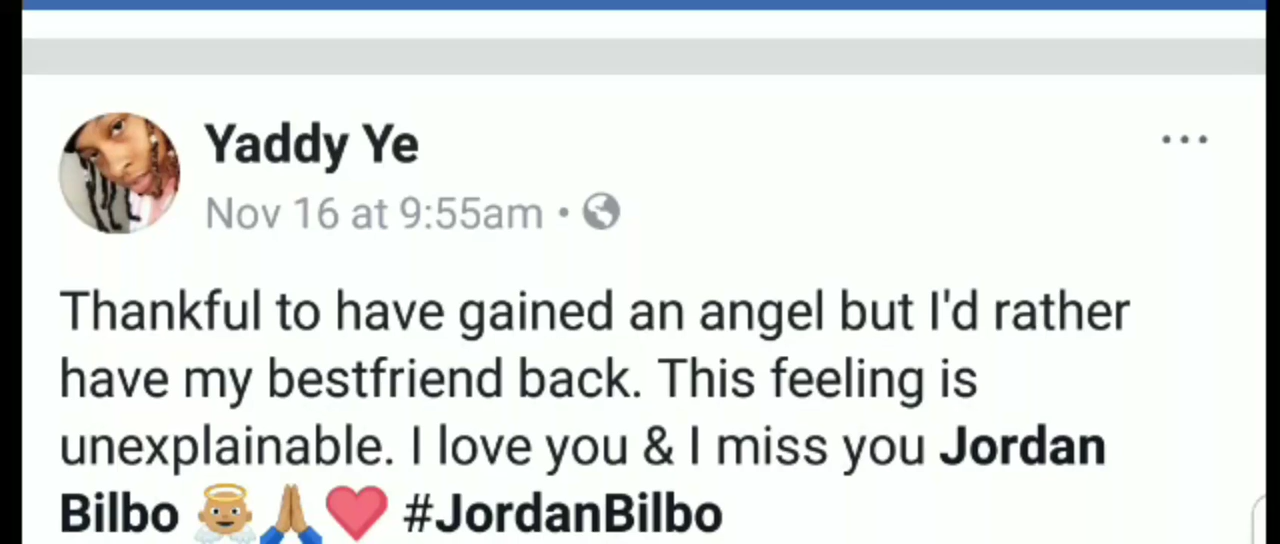 Yaddy Ye
Nov 16 at 9:55am •
Thankful to have gained an angel but I'd rather
have my bestfriend back. This feeling is
unexplainable. I love you & I miss you Jordan
Bilbo 👼🏽🙏🏽❤️ #JordanBilbo